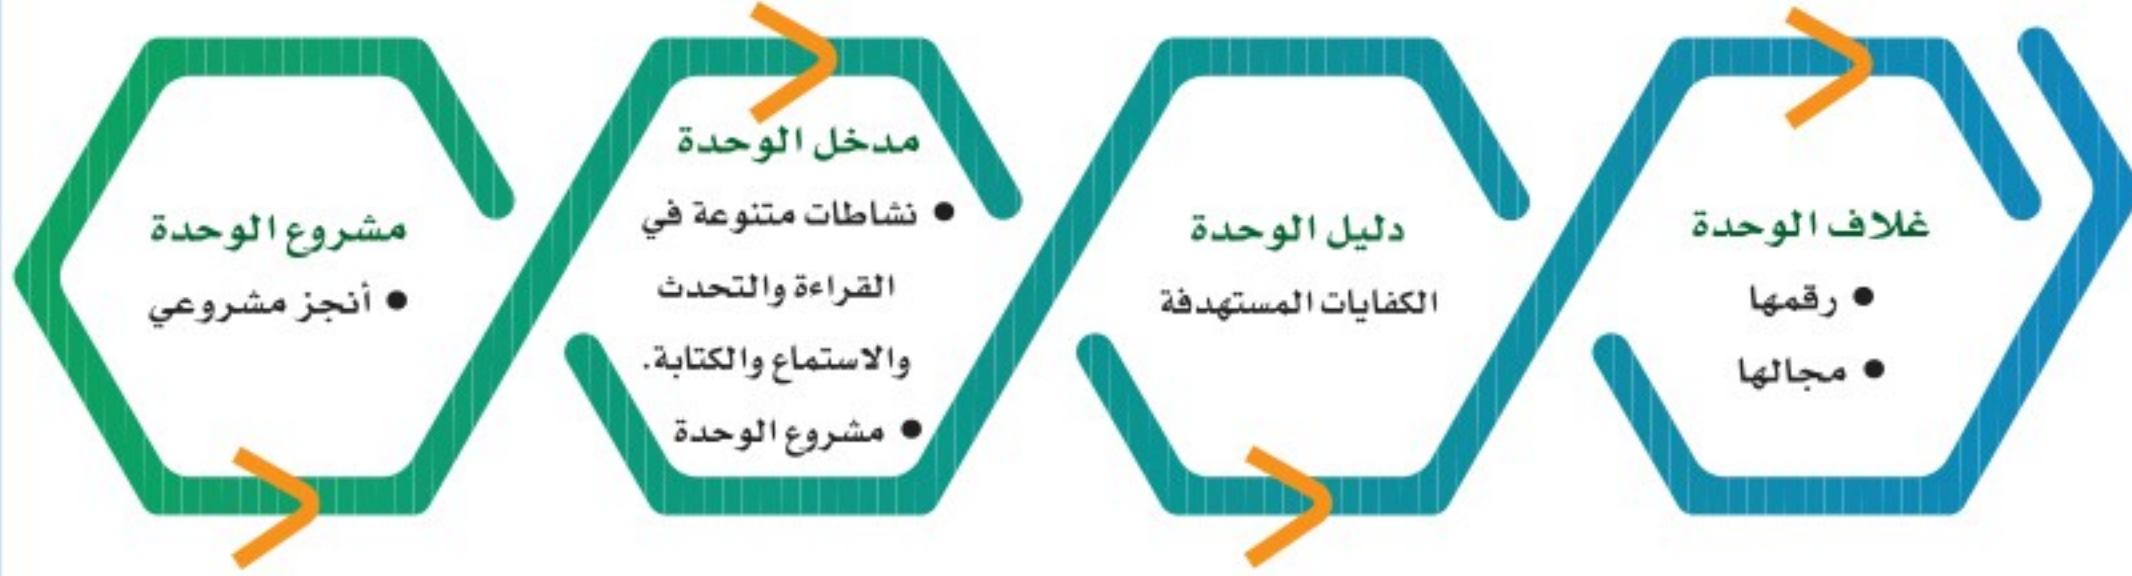 غلاف الوحدة
● رقمها
● مجالها
دليل الوحدة
الكفايات المستهدفة
مدخل الوحدة
● نشاطات متنوعة في
القراءة والتحدث
والاستماع والكتابة.
● مشروع الوحدة
مشروع الوحدة
● أنجز مشروعي